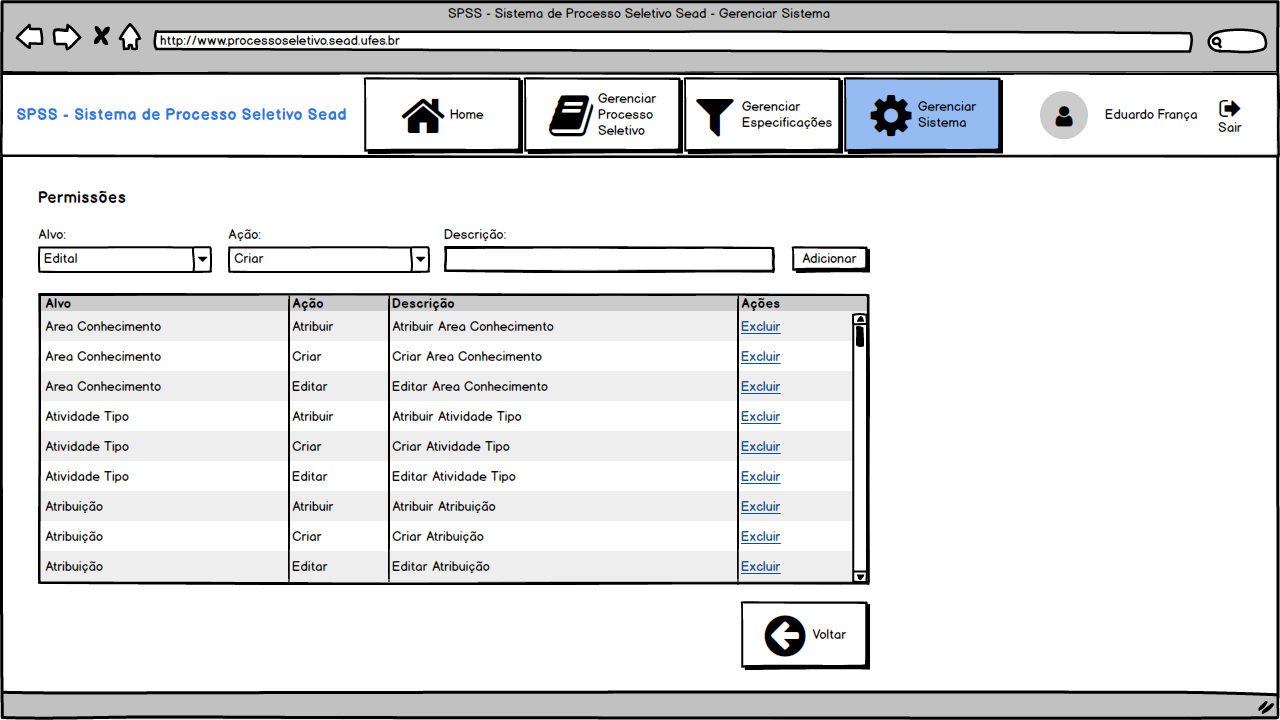 SPSS - Sistema de Processo Seletivo Sead - Gerenciar Sistema
http://www.processoseletivo.sead.ufes.br
SPSS - Sistema de Processo Seletivo Sead
Home
Gerenciar
Processo
Seletivo
Gerenciar
Especificações
Gerenciar
Sistema
Eduardo França
Sair
Permissões
Alvo: Ação: Descrição:
Edital Criar Adicionar
Alvo Ação Descrição Ações
Area Conhecimento Atribuir Atribuir Area Conhecimento Excluir
Area Conhecimento Criar Criar Area Conhecimento Excluir
Area Conhecimento Editar Editar Area Conhecimento Excluir
Atividade Tipo Atribuir Atribuir Atividade Tipo Excluir
Atividade Tipo Criar Criar Atividade Tipo Excluir
Atividade Tipo Editar Editar Atividade Tipo Excluir
Atribuição Atribuir Atribuir Atribuição Excluir
Atribuição Criar Criar Atribuição Excluir
Atribuição Editar Editar Atribuição Excluir
Voltar